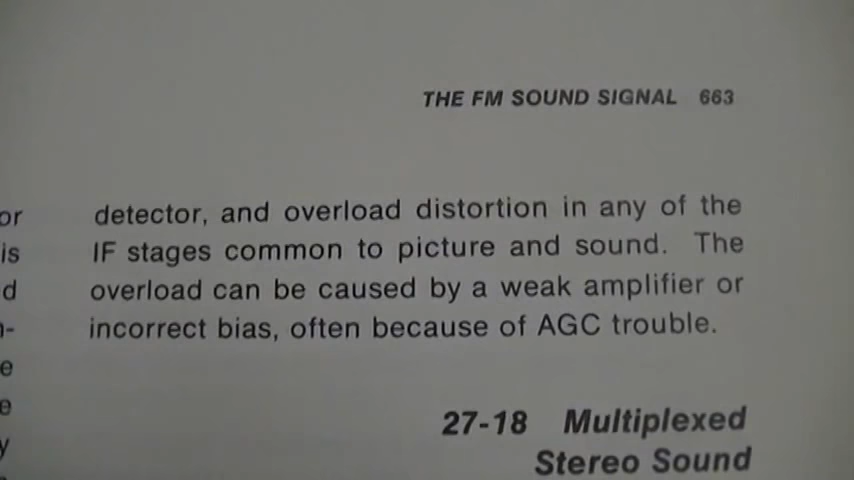 THE FM SOUND SIGNAL 663
or
is
d
n-
e
e
y
detector, and overload distortion in any of the
IF stages common to picture and sound. The
overload can be caused by a weak amplifier or
incorrect bias, often because of AGC trouble.
27-18 Multiplexed
Stereo Sound